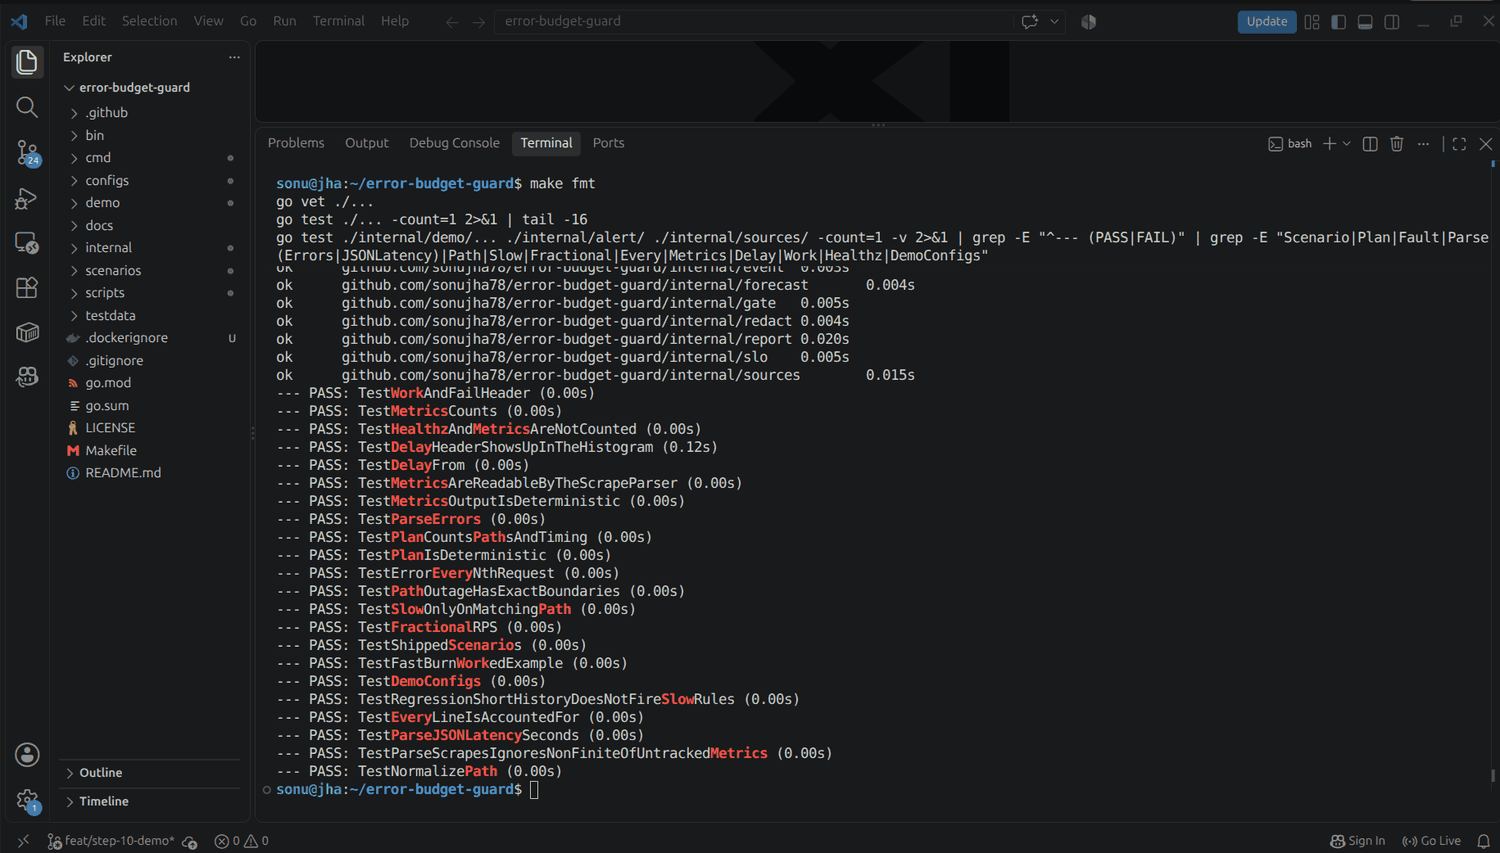 File Edit Selection View Go Run Terminal Help error-budget-guard Update
Explorer
error-budget-guard
.github
bin
cmd
configs
demo
docs
internal
scenarios
scripts
testdata
.dockerignore U
.gitignore
go.mod
go.sum
LICENSE
Makefile
README.md
Outline
Timeline
24
1
Problems Output Debug Console Terminal Ports bash
sonu@jha:~/error-budget-guard$ make fmt
go vet ./...
go test ./... -count=1 2>&1 | tail -16
go test ./internal/demo/... ./internal/alert/ ./internal/sources/ -count=1 -v 2>&1 | grep -E "^--- (PASS|FAIL)" | grep -E "Scenario|Plan|Fault|Parse
(Errors|JSONLatency)|Path|Slow|Fractional|Every|Metrics|Delay|Work|Healthz|DemoConfigs"
ok github.com/sonujha78/error-budget-guard/internal/event 0.003s
ok github.com/sonujha78/error-budget-guard/internal/forecast 0.004s
ok github.com/sonujha78/error-budget-guard/internal/gate 0.005s
ok github.com/sonujha78/error-budget-guard/internal/redact 0.004s
ok github.com/sonujha78/error-budget-guard/internal/report 0.020s
ok github.com/sonujha78/error-budget-guard/internal/slo 0.005s
ok github.com/sonujha78/error-budget-guard/internal/sources 0.015s
--- PASS: TestWorkAndFailHeader (0.00s)
--- PASS: TestMetricsCounts (0.00s)
--- PASS: TestHealthzAndMetricsAreNotCounted (0.00s)
--- PASS: TestDelayHeaderShowsUpInTheHistogram (0.12s)
--- PASS: TestDelayFrom (0.00s)
--- PASS: TestMetricsAreReadableByTheScrapeParser (0.00s)
--- PASS: TestMetricsOutputIsDeterministic (0.00s)
--- PASS: TestParseErrors (0.00s)
--- PASS: TestPlanCountsPathsAndTiming (0.00s)
--- PASS: TestPlanIsDeterministic (0.00s)
--- PASS: TestErrorEveryNthRequest (0.00s)
--- PASS: TestPathOutageHasExactBoundaries (0.00s)
--- PASS: TestSlowOnlyOnMatchingPath (0.00s)
--- PASS: TestFractionalRPS (0.00s)
--- PASS: TestShippedScenarios (0.00s)
--- PASS: TestFastBurnWorkedExample (0.00s)
--- PASS: TestDemoConfigs (0.00s)
--- PASS: TestRegressionShortHistoryDoesNotFireSlowRules (0.00s)
--- PASS: TestEveryLineIsAccountedFor (0.00s)
--- PASS: TestParseJSONLatencySeconds (0.00s)
--- PASS: TestParseScrapesIgnoresNonFiniteOfUntrackedMetrics (0.00s)
--- PASS: TestNormalizePath (0.00s)
sonu@jha:~/error-budget-guard$
feat/step-10-demo* 0 0 Sign In Go Live